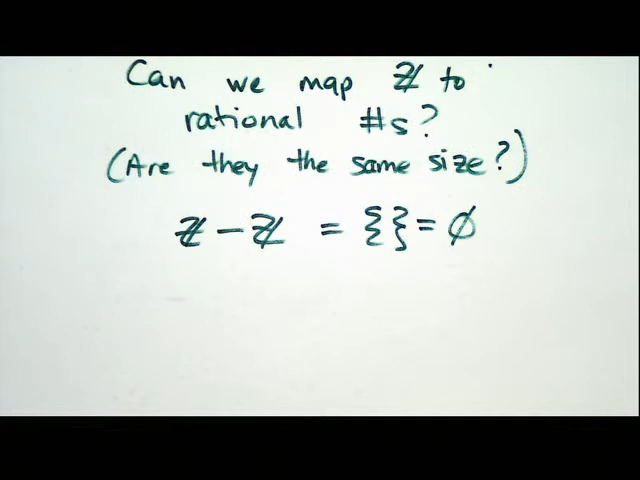 Can we map ℤ to
rational #s?
(Are they the same size?)
ℤ - ℤ = {} = ∅